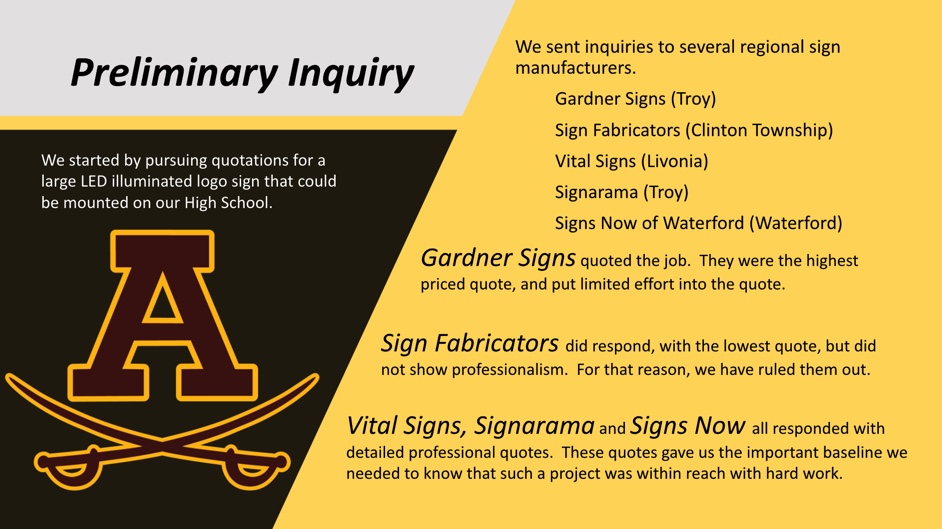 Preliminary Inquiry
We started by pursuing quotations for a
large LED illuminated logo sign that could
be mounted on our High School.
A
We sent inquiries to several regional sign
manufacturers.
Gardner Signs (Troy)
Sign Fabricators (Clinton Township)
Vital Signs (Livonia)
Signarama (Troy)
Signs Now of Waterford (Waterford)
Gardner Signs quoted the job.  They were the highest
priced quote, and put limited effort into the quote.
Sign Fabricators did respond, with the lowest quote, but did
not show professionalism.  For that reason, we have ruled them out.
Vital Signs, Signarama and Signs Now all responded with
detailed professional quotes.  These quotes gave us the important baseline we
needed to know that such a project was within reach with hard work.